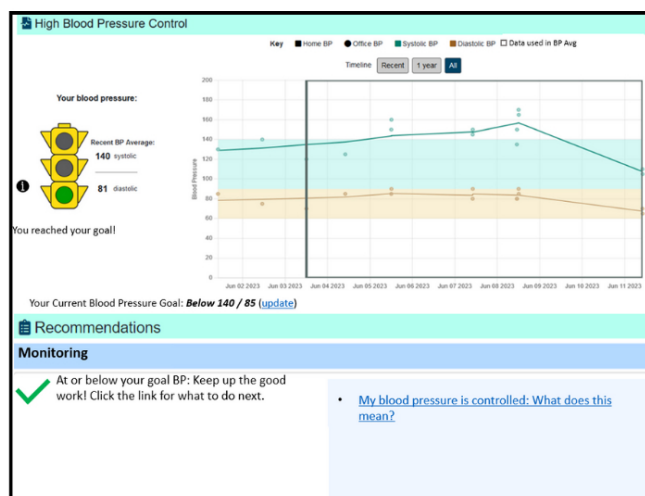 High Blood Pressure Control
Key Home BP Office BP Systolic BP Diastolic BP Data used in BP Avg
Timeline Recent 1 year All
Your blood pressure:
Recent BP Average:
140 systolic
81 diastolic
1
You reached your goal!
Blood Pressure
200
180
160
140
120
100
80
60
40
20
0
Jun 02 2023 Jun 03 2023 Jun 04 2023 Jun 05 2023 Jun 06 2023 Jun 07 2023 Jun 08 2023 Jun 09 2023 Jun 10 2023 Jun 11 2023
Your Current Blood Pressure Goal: Below 140 / 85 (update)
Recommendations
Monitoring
At or below your goal BP: Keep up the good
work! Click the link for what to do next.
• My blood pressure is controlled: What does this
mean?